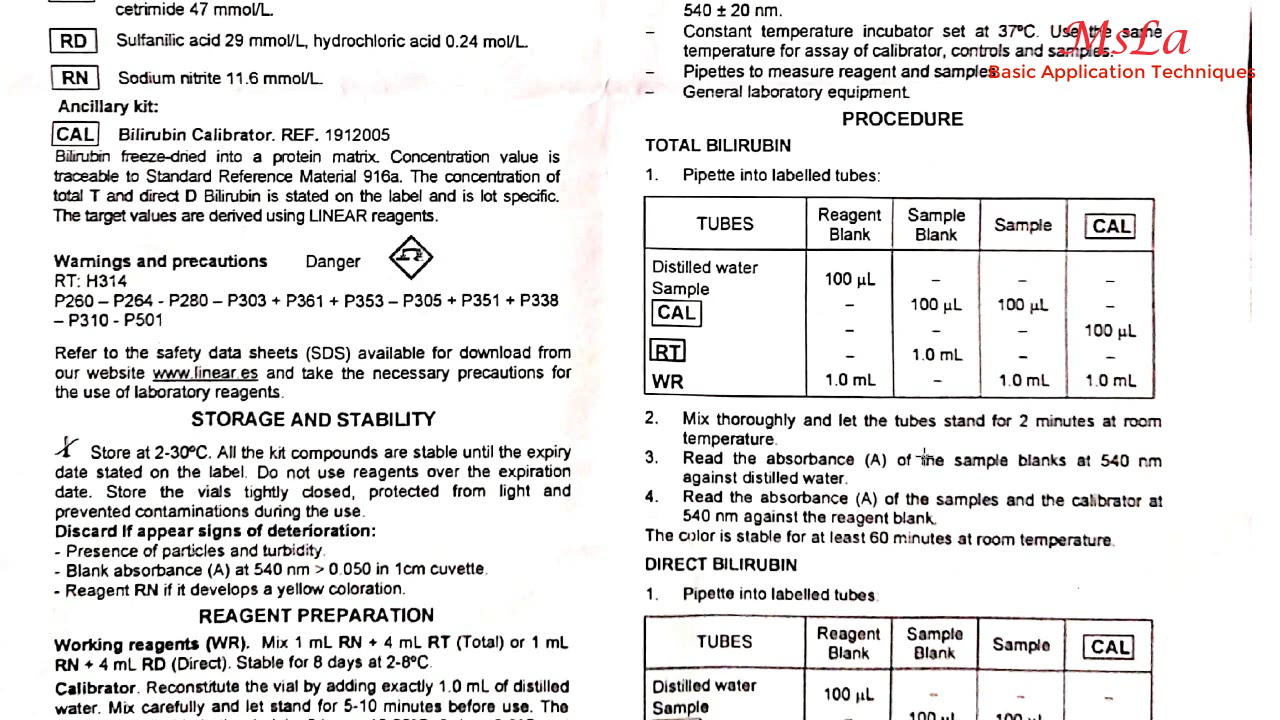 cetrimide 47 mmol/L.
RD Sulfanilic acid 29 mmol/L, hydrochloric acid 0.24 mol/L.
RN Sodium nitrite 11.6 mmol/L.
Ancillary kit:
CAL Bilirubin Calibrator. REF. 1912005
Bilirubin freeze-dried into a protein matrix. Concentration value is
traceable to Standard Reference Material 916a. The concentration of
total T and direct D Bilirubin is stated on the label and is lot specific.
The target values are derived using LINEAR reagents.
Warnings and precautions Danger
RT: H314
P260 – P264 - P280 – P303 + P361 + P353 – P305 + P351 + P338
– P310 - P501
Refer to the safety data sheets (SDS) available for download from
our website www.linear.es and take the necessary precautions for
the use of laboratory reagents.
STORAGE AND STABILITY
Store at 2-30ºC. All the kit compounds are stable until the expiry
date stated on the label. Do not use reagents over the expiration
date. Store the vials tightly closed, protected from light and
prevented contaminations during the use.
Discard If appear signs of deterioration:
- Presence of particles and turbidity.
- Blank absorbance (A) at 540 nm > 0.050 in 1cm cuvette.
- Reagent RN if it develops a yellow coloration.
REAGENT PREPARATION
Working reagents (WR). Mix 1 mL RN + 4 mL RT (Total) or 1 mL
RN + 4 mL RD (Direct). Stable for 8 days at 2-8ºC.
Calibrator. Reconstitute the vial by adding exactly 1.0 mL of distilled
water. Mix carefully and let stand for 5-10 minutes before use. The
540 ± 20 nm.
– Constant temperature incubator set at 37ºC. Use the same
temperature for assay of calibrator, controls and samples.
– Pipettes to measure reagent and samples
– General laboratory equipment.
MsLa
Basic Application Techniques
PROCEDURE
TOTAL BILIRUBIN
1. Pipette into labelled tubes:
TUBES Reagent Blank Sample Blank Sample CAL
Distilled water 100 µL – – –
Sample – 100 µL 100 µL –
CAL – – – 100 µL
RT – 1.0 mL – –
WR 1.0 mL – 1.0 mL 1.0 mL
2. Mix thoroughly and let the tubes stand for 2 minutes at room
temperature.
3. Read the absorbance (A) of the sample blanks at 540 nm
against distilled water.
4. Read the absorbance (A) of the samples and the calibrator at
540 nm against the reagent blank.
The color is stable for at least 60 minutes at room temperature.
DIRECT BILIRUBIN
1. Pipette into labelled tubes:
TUBES Reagent Blank Sample Blank Sample CAL
Distilled water 100 µL – – –
Sample – 100 µL 100 µL